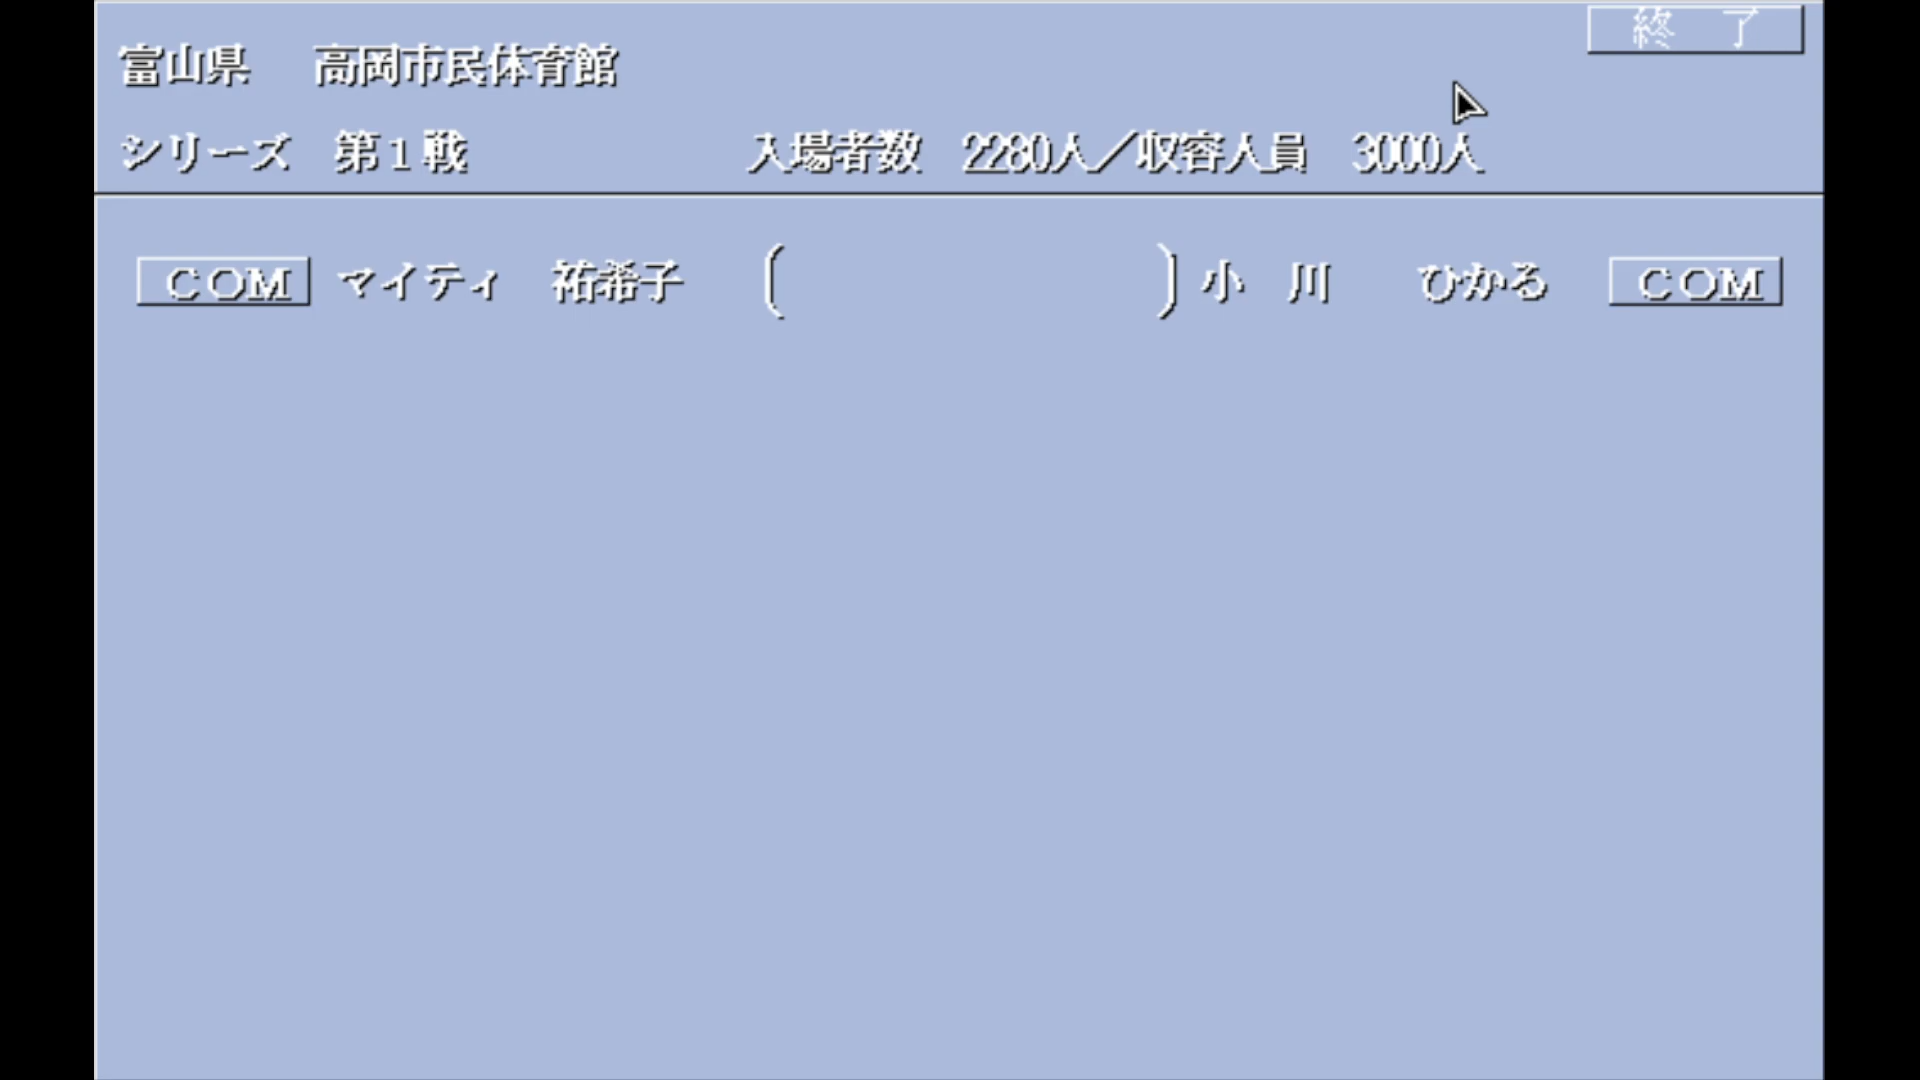 終 了
富山県 高岡市民体育館
シリーズ 第１戦 入場者数 2280人／収容人員 3000人
ＣＯＭ マイティ 祐希子 ( ) 小 川 ひかる ＣＯＭ